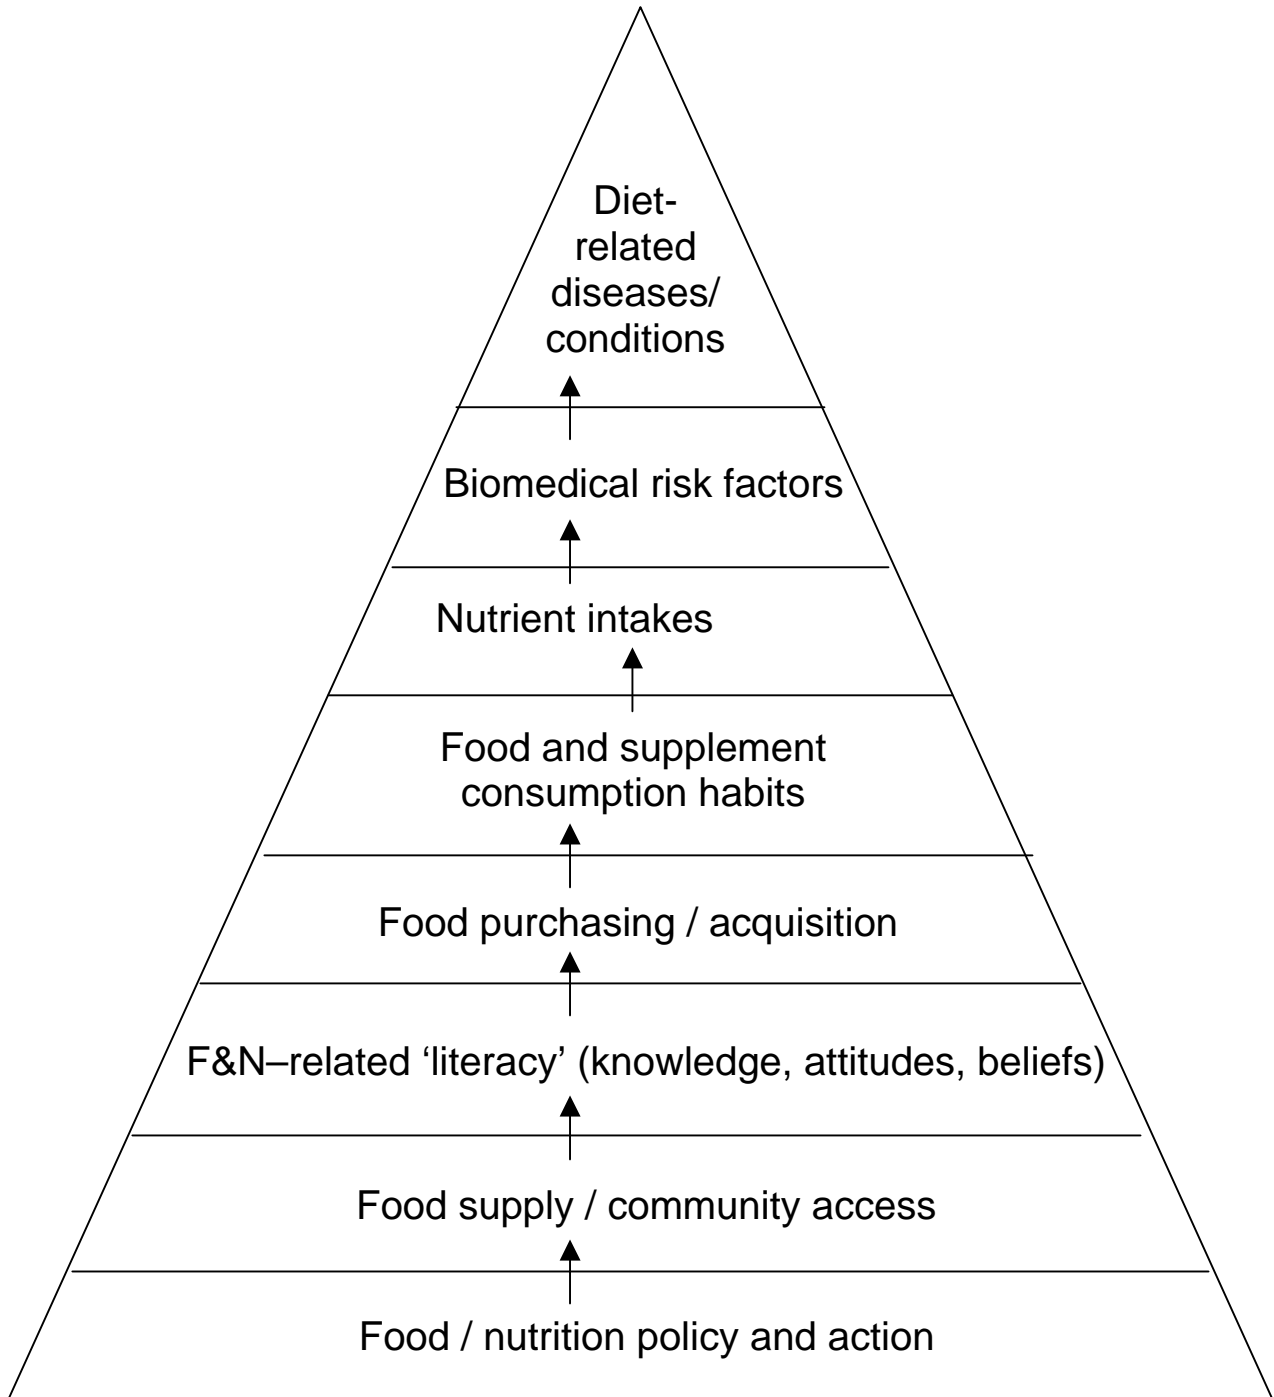 Diet-
related
diseases/
conditions
Biomedical risk factors
Nutrient intakes
Food and supplement
consumption habits
Food purchasing / acquisition
F&N–related ‘literacy’ (knowledge, attitudes, beliefs)
Food supply / community access
Food / nutrition policy and action